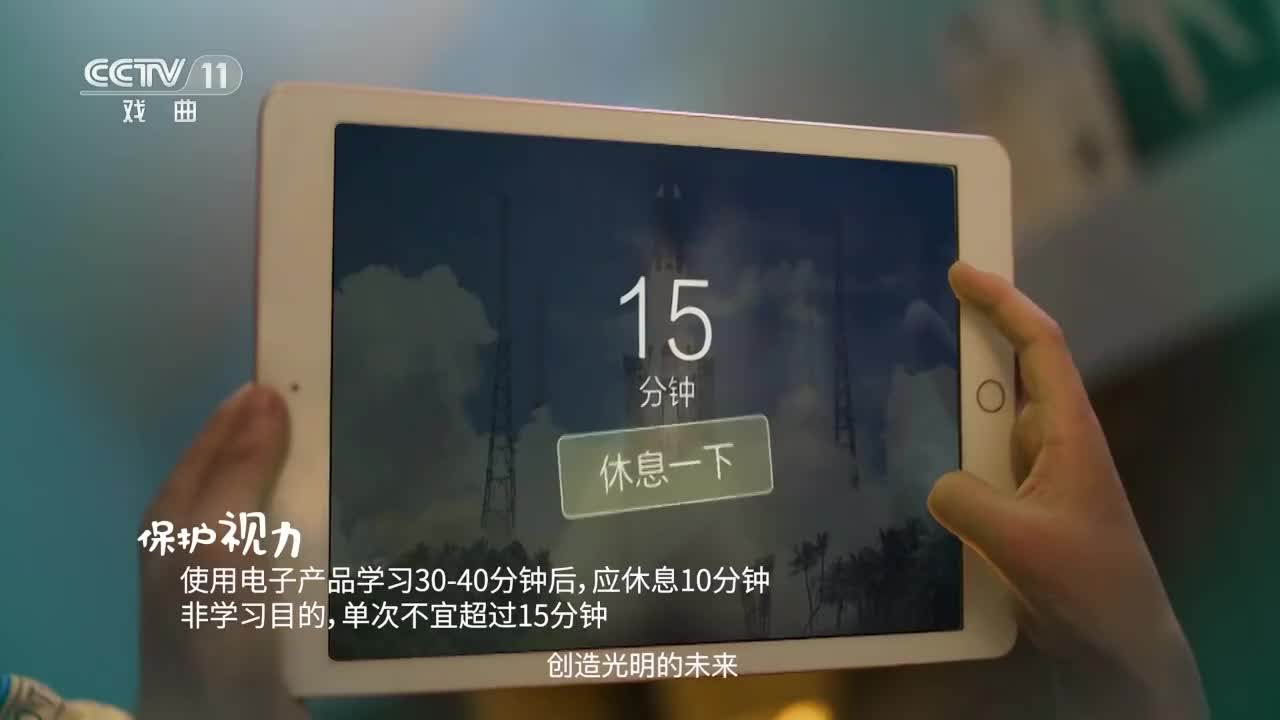 CCTV 11
戏曲
15
分钟
休息一下
保护视力
使用电子产品学习30-40分钟后,应休息10分钟
非学习目的,单次不宜超过15分钟
创造光明的未来